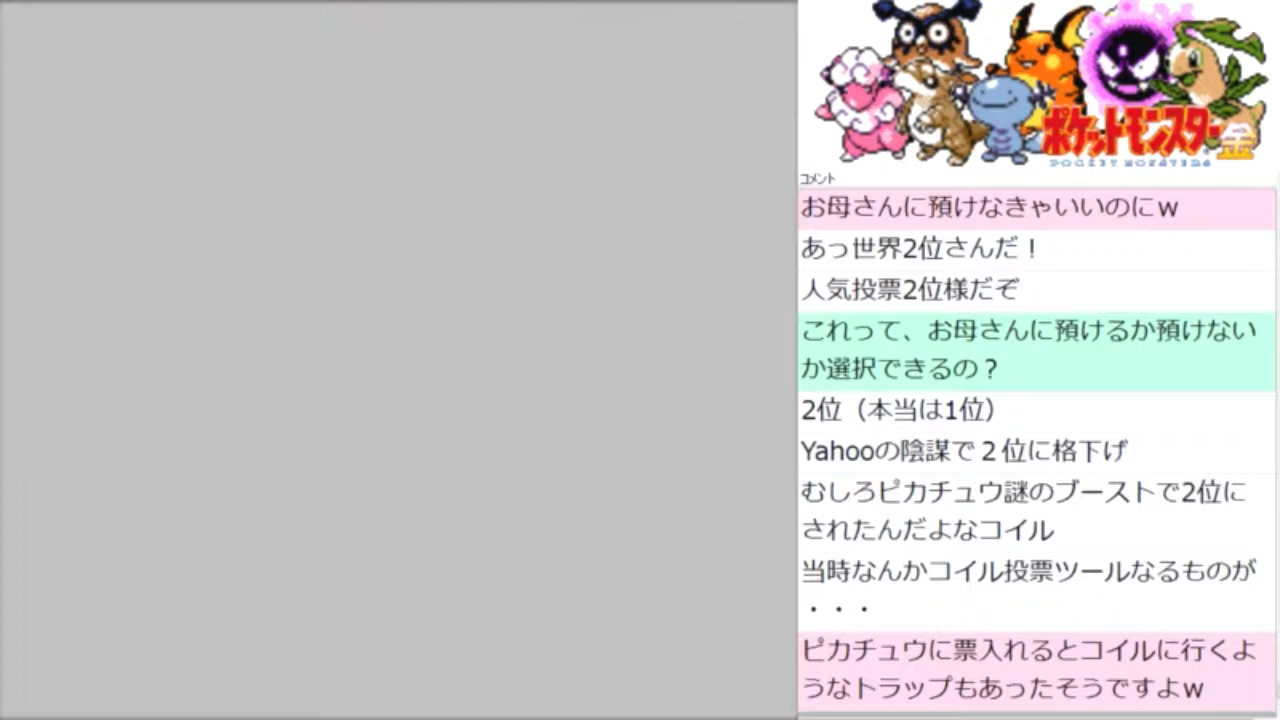 ポケットモンスター金
POCKET MONSTERS
コメント
お母さんに預けなきゃいいのにw
あっ世界2位さんだ！
人気投票2位様だぞ
これって、お母さんに預けるか預けない
か選択できるの？
2位（本当は1位）
Yahooの陰謀で２位に格下げ
むしろピカチュウ謎のブーストで2位に
されたんだよなコイル
当時なんかコイル投票ツールなるものが
・・・
ピカチュウに票入れるとコイルに行くよ
うなトラップもあったそうですよw